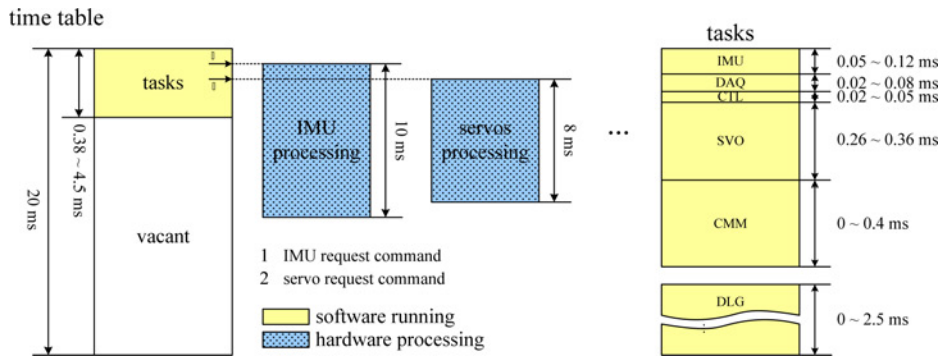 time table
tasks
vacant
20 ms
0.38 ~ 4.5 ms
IMU
processing
10 ms
servos
processing
8 ms
...
1 IMU request command
2 servo request command
software running
hardware processing
tasks
IMU
0.05 ~ 0.12 ms
DAQ
0.02 ~ 0.08 ms
CTL
0.02 ~ 0.05 ms
SVO
0.26 ~ 0.36 ms
CMM
0 ~ 0.4 ms
DLG
0 ~ 2.5 ms